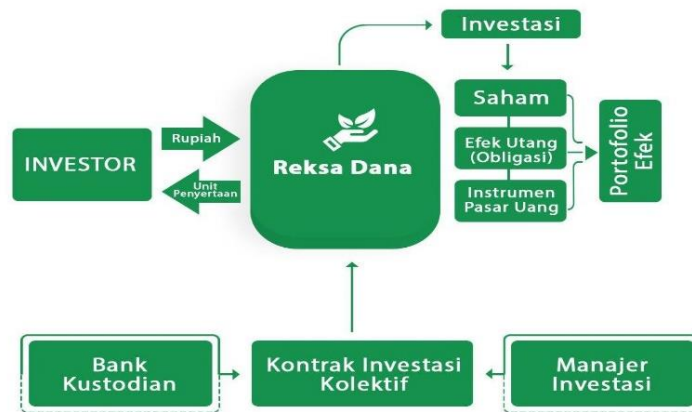 Investasi
Saham
Efek Utang
(Obligasi)
Instrumen
Pasar Uang
Portofolio
Efek
Rupiah
INVESTOR
Unit
Penyertaan
Reksa Dana
Bank
Kustodian
Kontrak Investasi
Kolektif
Manajer
Investasi